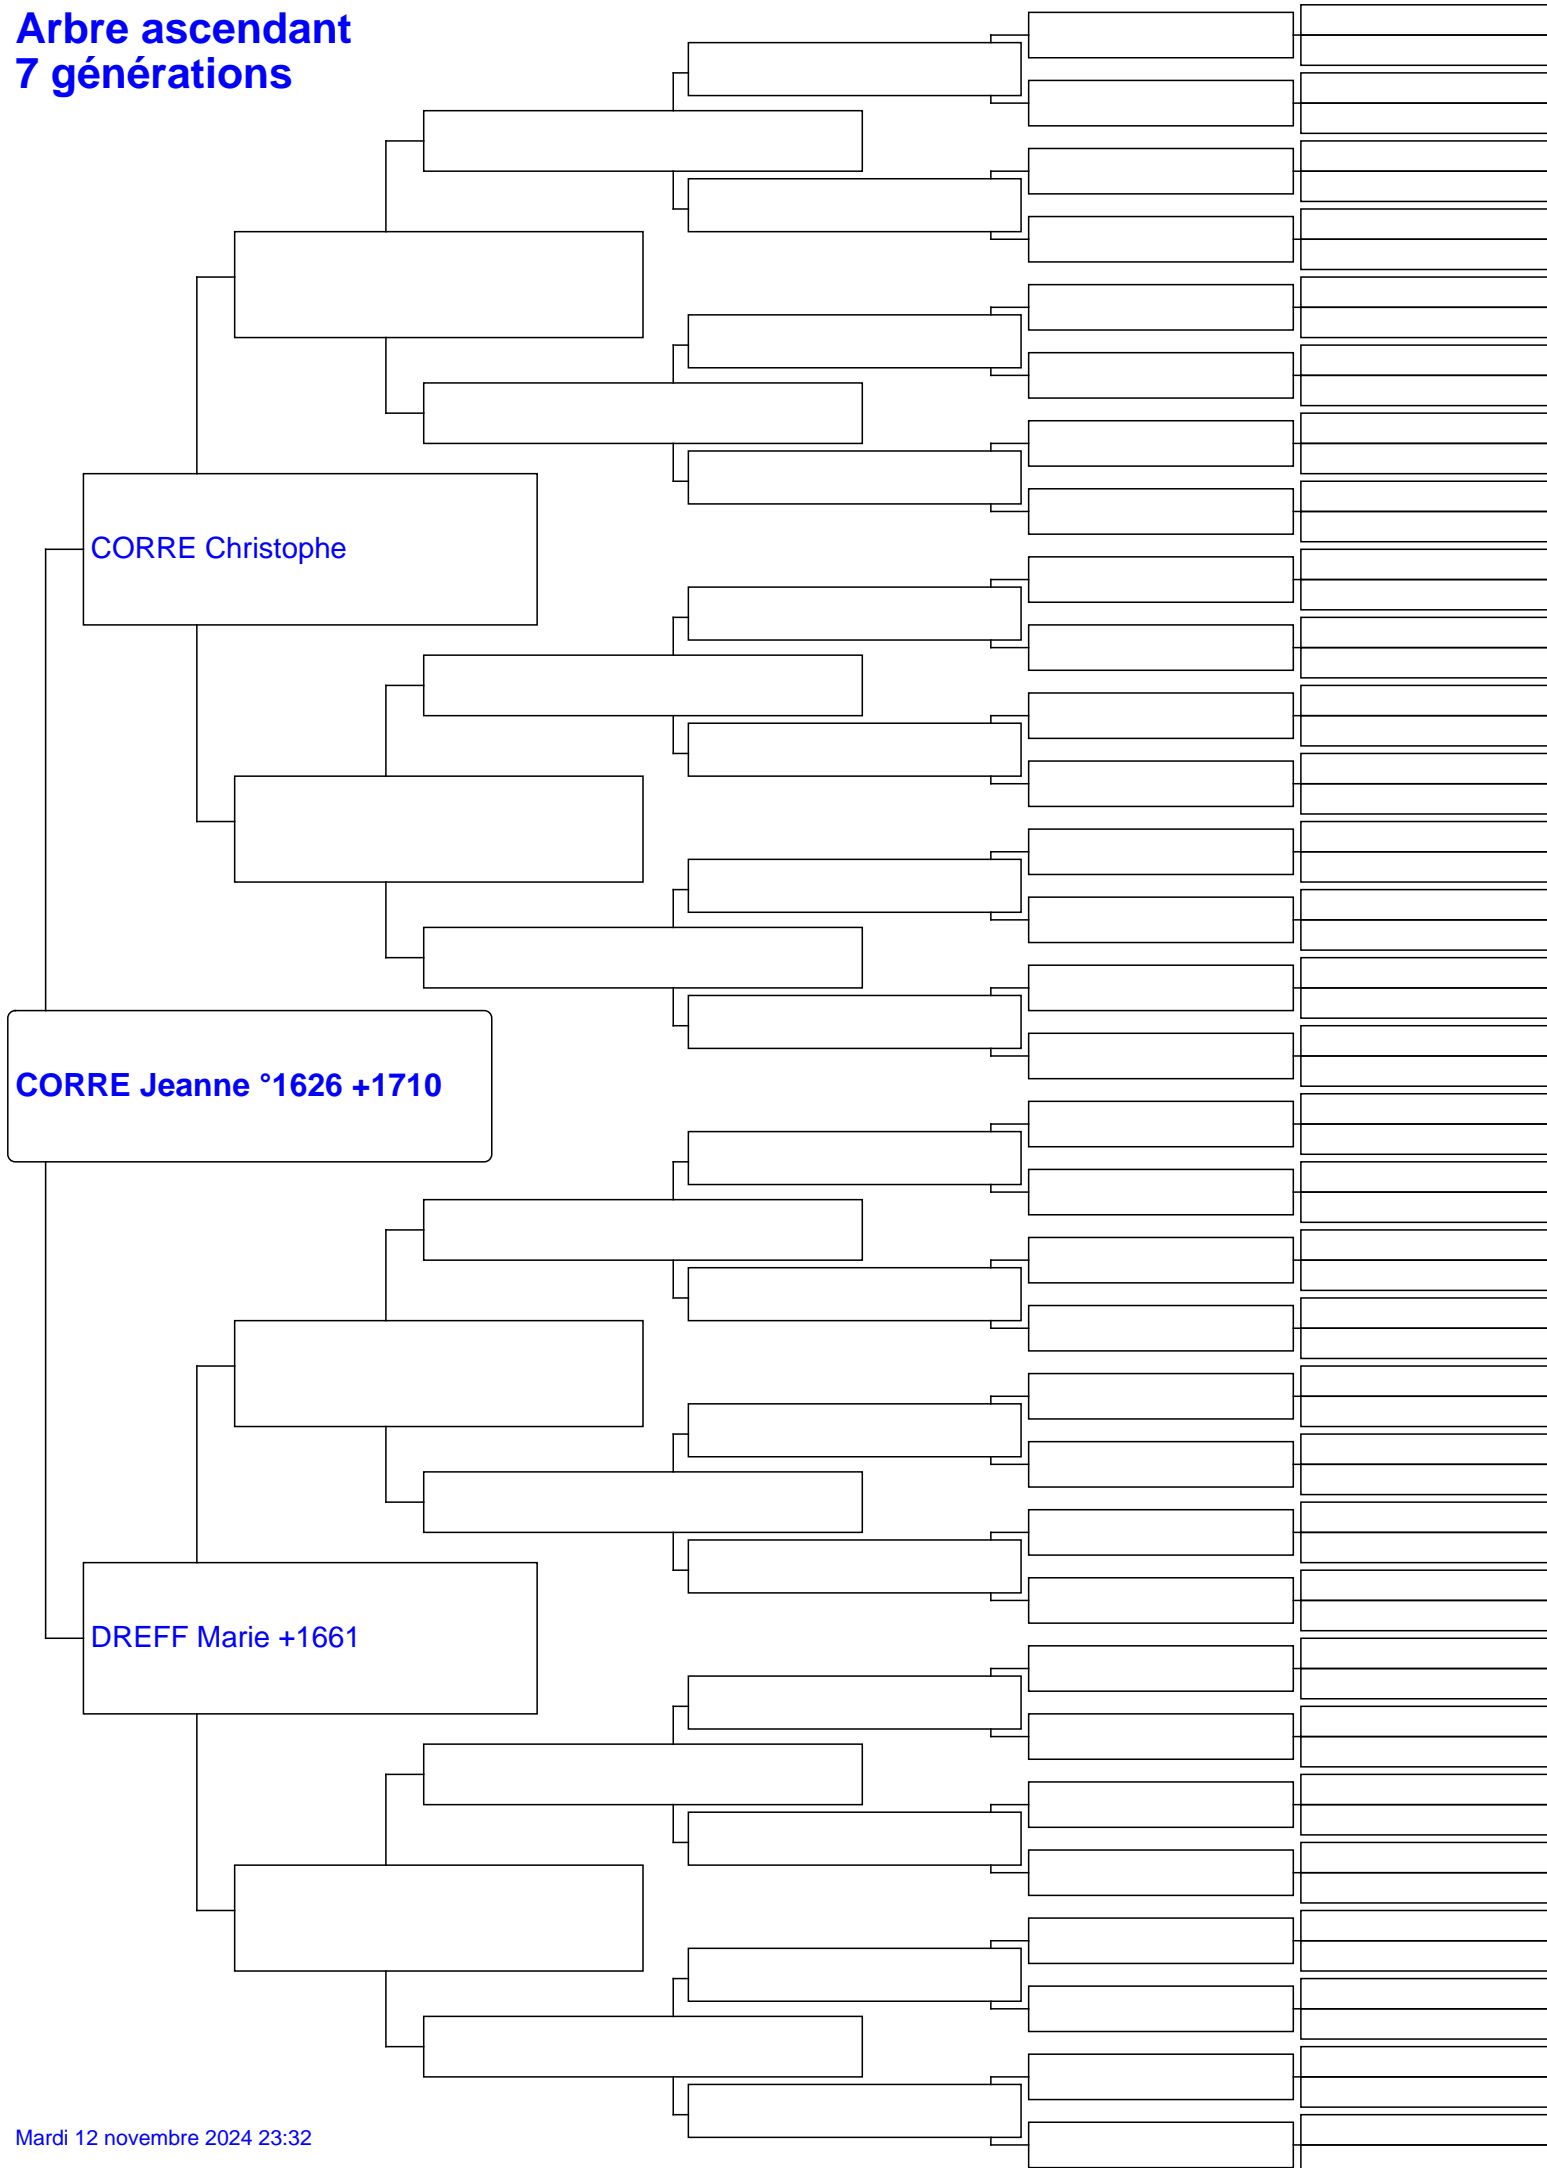 Arbre ascendant
7 générations
CORRE Christophe
CORRE Jeanne °1626 +1710
DREFF Marie +1661
Mardi 12 novembre 2024 23:32